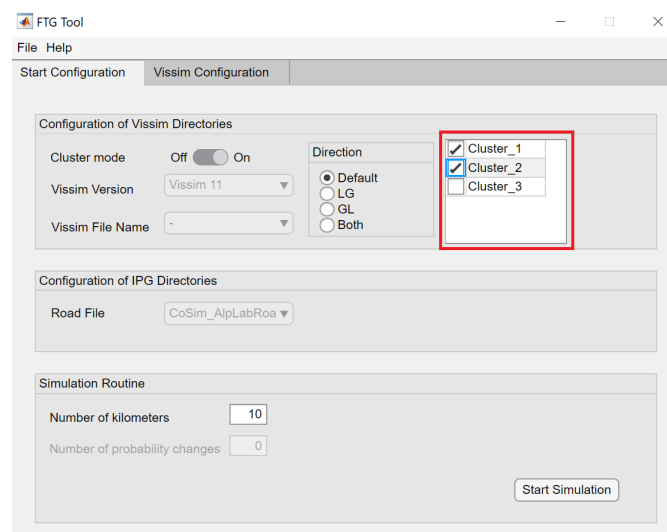 FTG Tool
File Help
Start Configuration Vissim Configuration
Configuration of Vissim Directories
Cluster mode Off On
Vissim Version Vissim 11
Vissim File Name -
Direction
Default
LG
GL
Both
Cluster_1
Cluster_2
Cluster_3
Configuration of IPG Directories
Road File CoSim_AlpLabRoa
Simulation Routine
Number of kilometers 10
Number of probability changes 0
Start Simulation